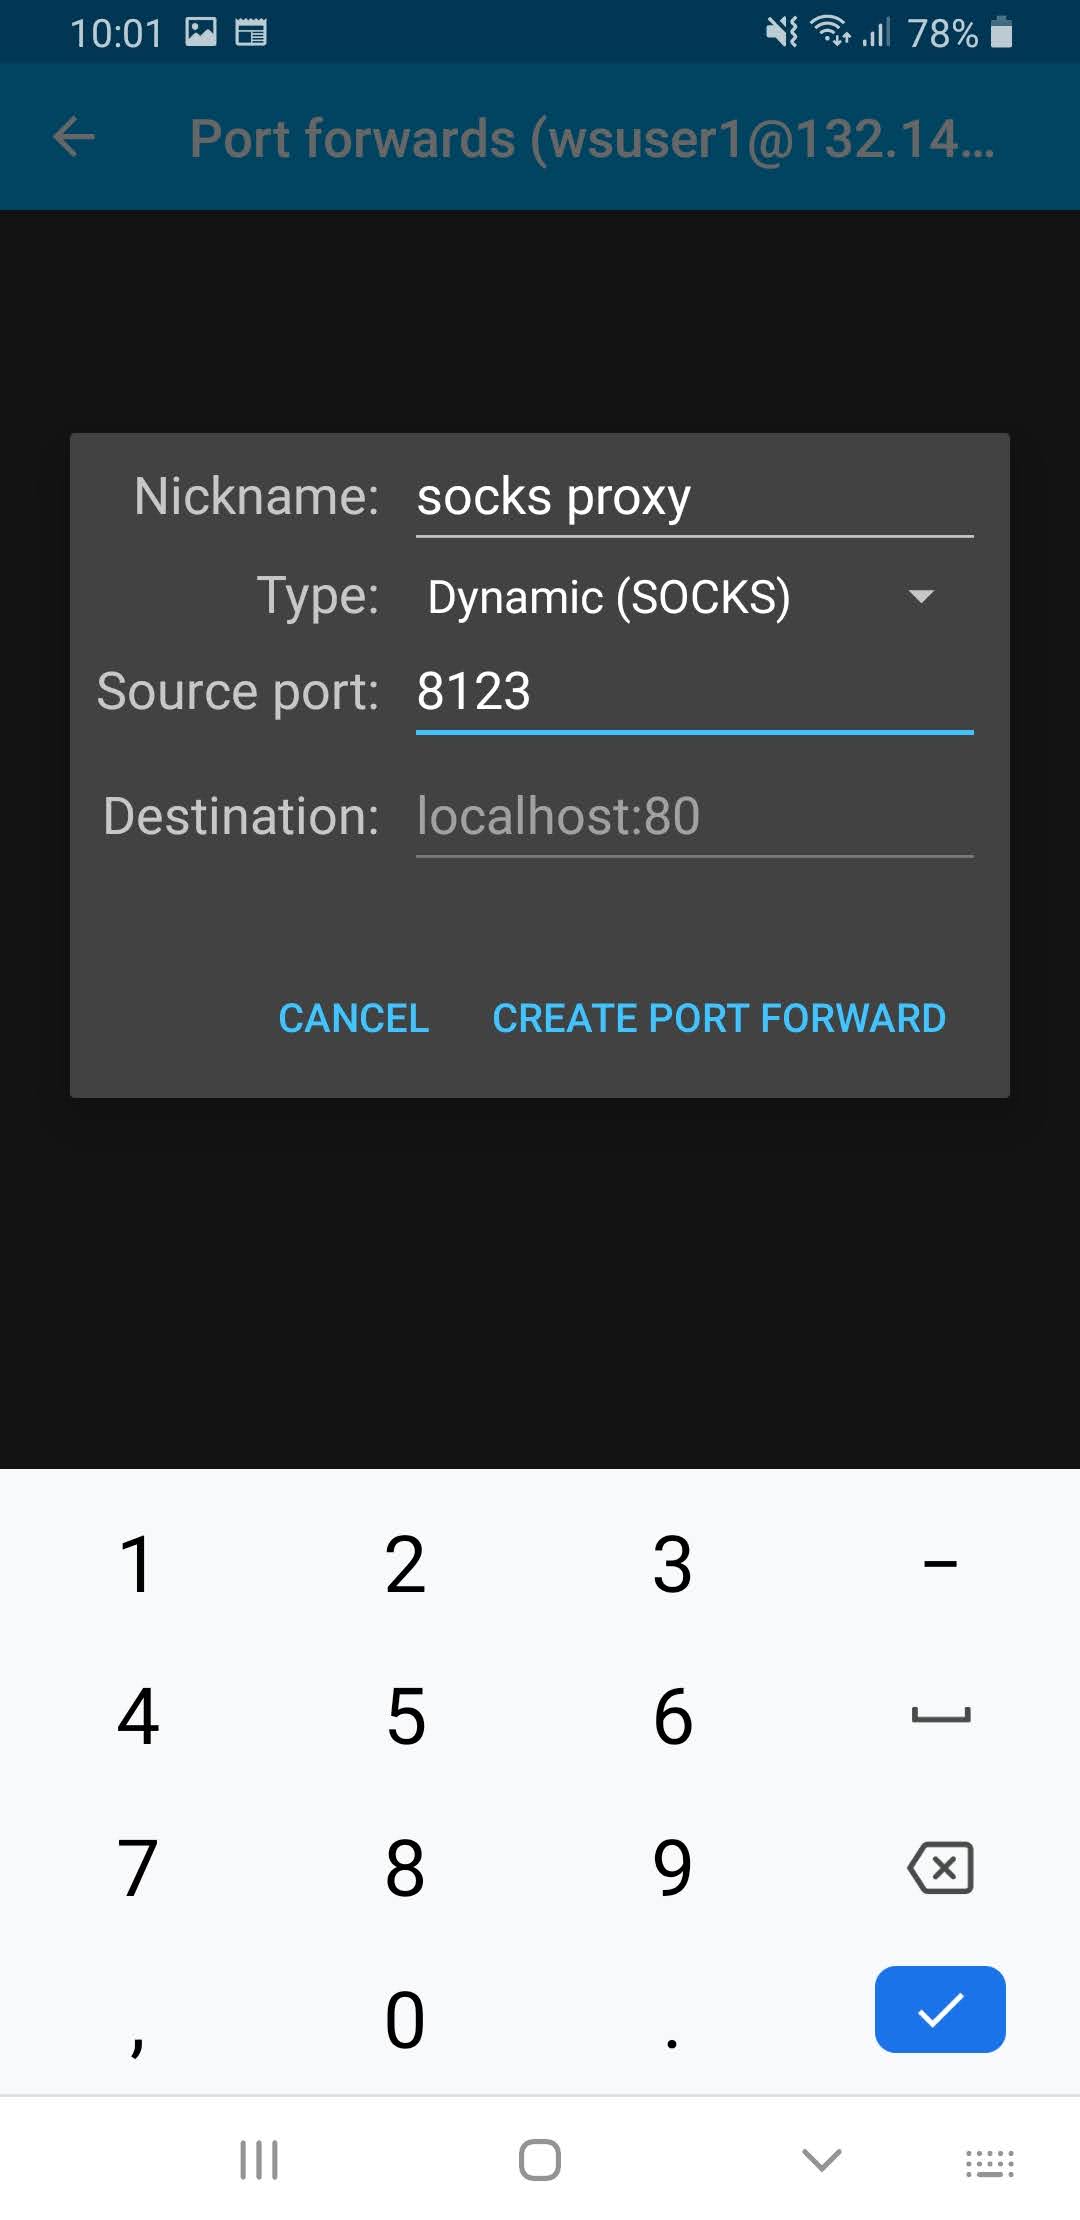 10:01 78%
Port forwards (wsuser1@132.14...
Nickname: socks proxy
Type: Dynamic (SOCKS)
Source port: 8123
Destination: localhost:80
CANCEL CREATE PORT FORWARD
1 2 3 -
4 5 6
7 8 9
, 0 .